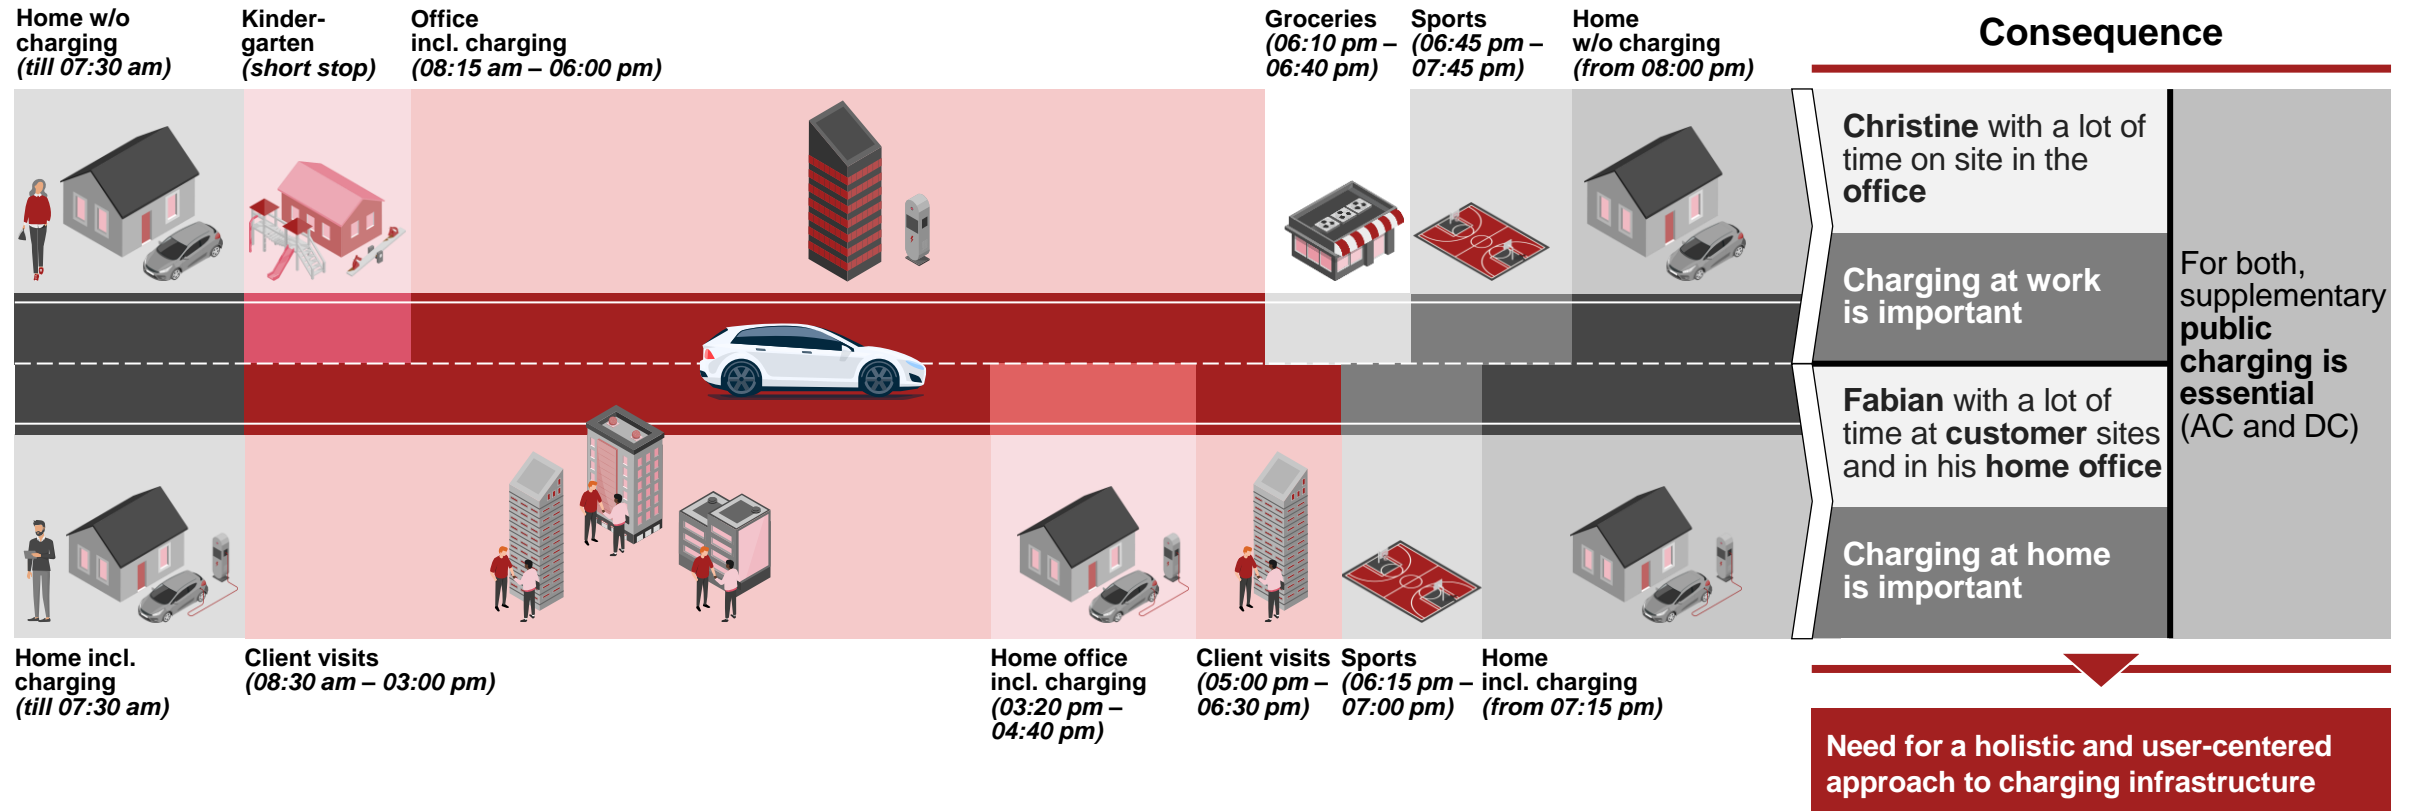 Home w/o
charging
(till 07:30 am)
Kinder-
garten
(short stop)
Office
incl. charging
(08:15 am – 06:00 pm)
Groceries
(06:10 pm –
06:40 pm)
Sports
(06:45 pm –
07:45 pm)
Home
w/o charging
(from 08:00 pm)
Consequence
Christine with a lot of
time on site in the
office
Charging at work
is important
Fabian with a lot of
time at customer sites
and in his home office
Charging at home
is important
For both,
supplementary
public
charging is
essential
(AC and DC)
Home incl.
charging
(till 07:30 am)
Client visits
(08:30 am – 03:00 pm)
Home office
incl. charging
(03:20 pm –
04:40 pm)
Client visits
(05:00 pm –
06:30 pm)
Sports
(06:15 pm –
07:00 pm)
Home
incl. charging
(from 07:15 pm)
Need for a holistic and user-centered
approach to charging infrastructure